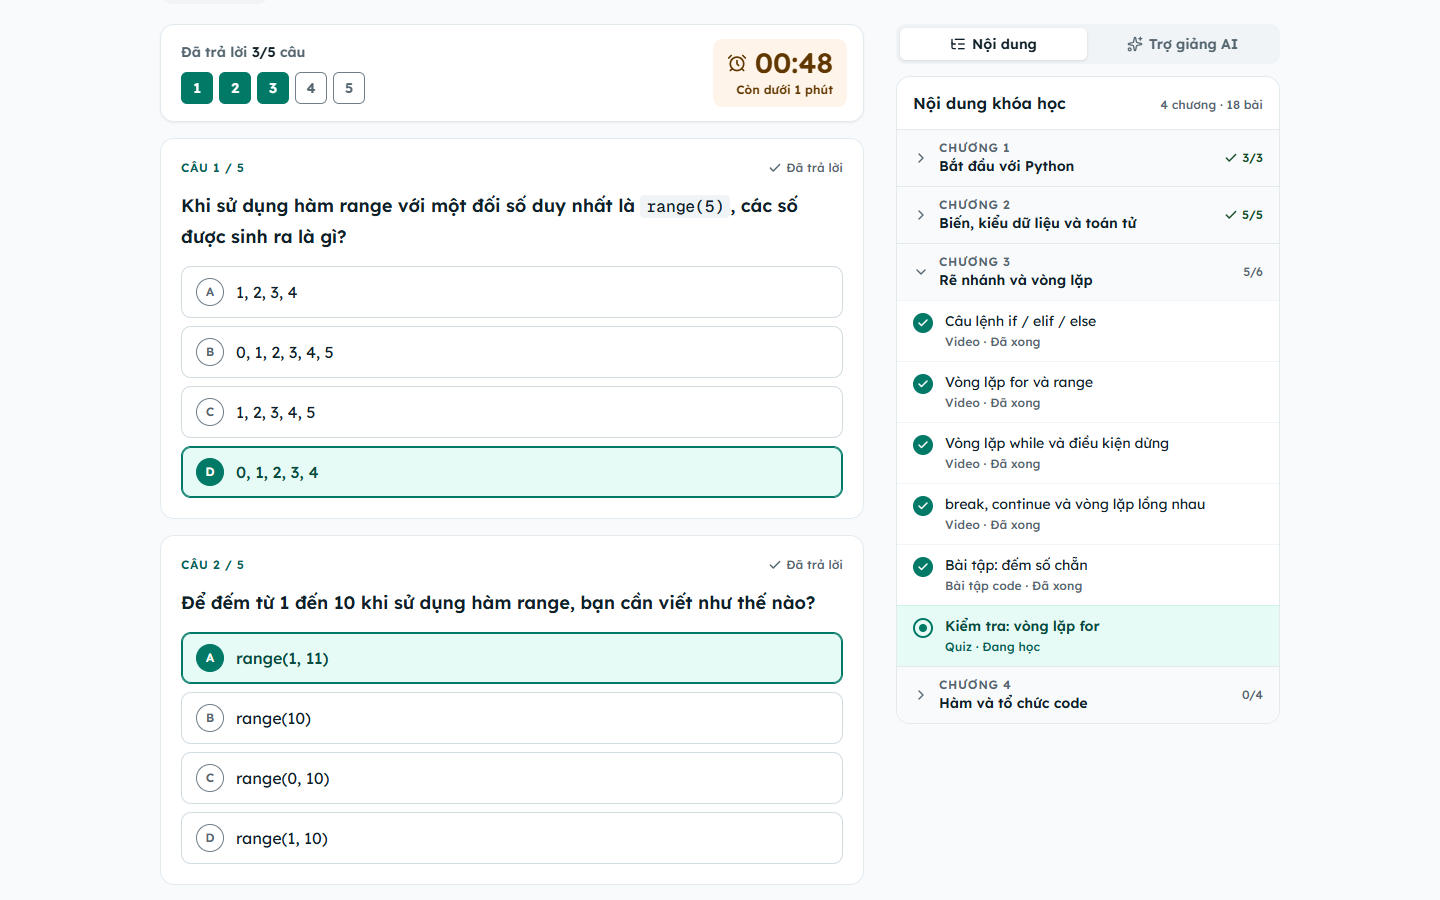 Đã trả lời 3/5 câu
1 2 3 4 5
00:48
Còn dưới 1 phút
CÂU 1 / 5
Đã trả lời
Khi sử dụng hàm range với một đối số duy nhất là range(5), các số
được sinh ra là gì?
A 1, 2, 3, 4
B 0, 1, 2, 3, 4, 5
C 1, 2, 3, 4, 5
D 0, 1, 2, 3, 4
CÂU 2 / 5
Đã trả lời
Để đếm từ 1 đến 10 khi sử dụng hàm range, bạn cần viết như thế nào?
A range(1, 11)
B range(10)
C range(0, 10)
D range(1, 10)
Nội dung
Trợ giảng AI
Nội dung khóa học
4 chương · 18 bài
CHƯƠNG 1
Bắt đầu với Python
3/3
CHƯƠNG 2
Biến, kiểu dữ liệu và toán tử
5/5
CHƯƠNG 3
Rẽ nhánh và vòng lặp
5/6
Câu lệnh if / elif / else
Video · Đã xong
Vòng lặp for và range
Video · Đã xong
Vòng lặp while và điều kiện dừng
Video · Đã xong
break, continue và vòng lặp lồng nhau
Video · Đã xong
Bài tập: đếm số chẵn
Bài tập code · Đã xong
Kiểm tra: vòng lặp for
Quiz · Đang học
CHƯƠNG 4
Hàm và tổ chức code
0/4